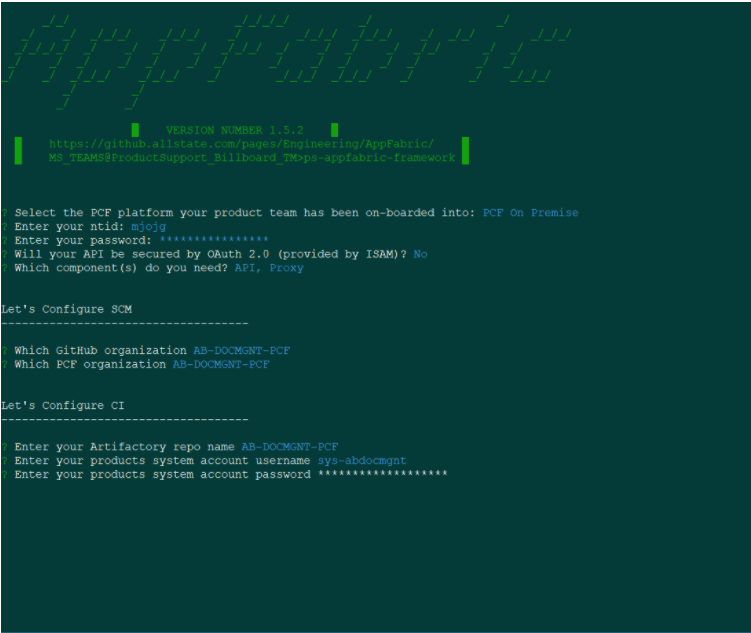 AppFabric
VERSION NUMBER 1.5.2
https://github.allstate.com/pages/Engineering/AppFabric/
MS_TEAMS@ProductSupport_Billboard_TM>ps-appfabric-framework
? Select the PCF platform your product team has been on-boarded into: PCF On Premise
? Enter your ntid: mjojg
? Enter your password: ****************
? Will your API be secured by OAuth 2.0 (provided by ISAM)? No
? Which component(s) do you need? API, Proxy
Let's Configure SCM
------------------------------------
? Which GitHub organization AB-DOCMGNT-PCF
? Which PCF organization AB-DOCMGNT-PCF
Let's Configure CI
------------------------------------
? Enter your Artifactory repo name AB-DOCMGNT-PCF
? Enter your products system account username sys-abdocmgnt
? Enter your products system account password *******************